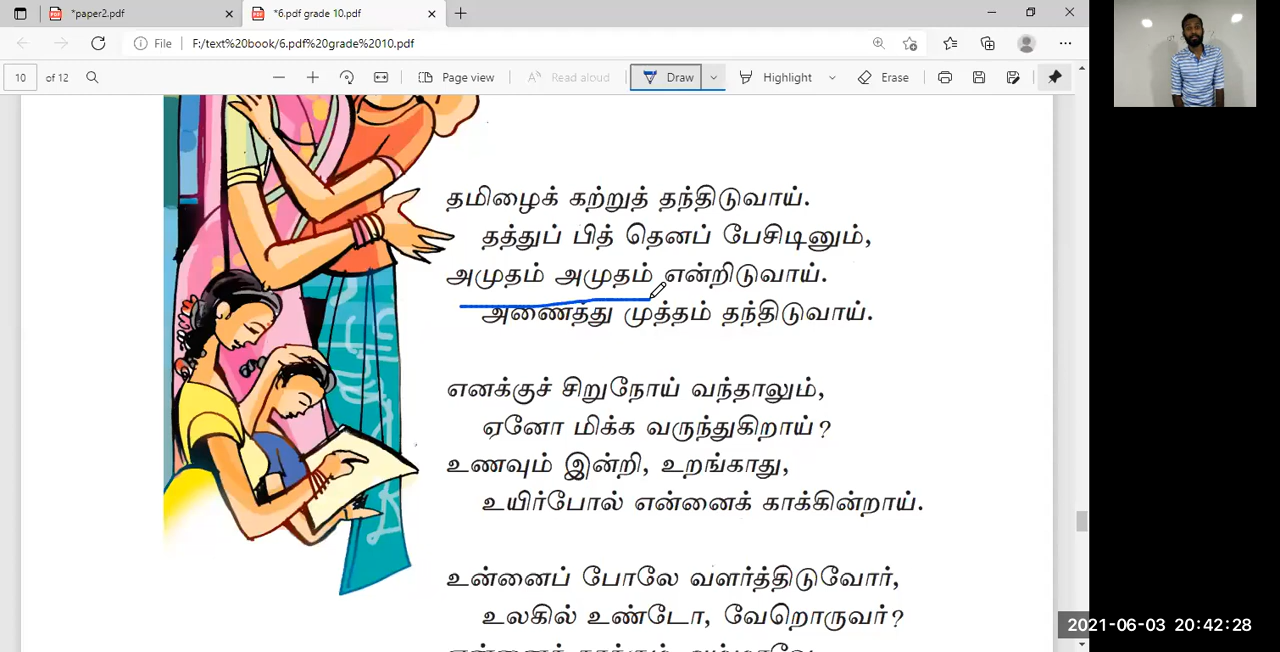 *paper2.pdf
*6.pdf grade 10.pdf
File F:/text%20book/6.pdf%20grade%2010.pdf
10 of 12 Page view Read aloud Draw Highlight Erase
தமிழைக் கற்றுத் தந்திடுவாய்.
தத்துப் பித் தெனப் பேசிடினும்,
அமுதம் அமுதம் என்றிடுவாய்.
அணைத்து முத்தம் தந்திடுவாய்.
எனக்குச் சிறுநோய் வந்தாலும்,
ஏனோ மிக்க வருந்துகிறாய்?
உணவும் இன்றி, உறங்காது,
உயிர்போல் என்னைக் காக்கின்றாய்.
உன்னைப் போலே வளர்த்திடுவோர்,
உலகில் உண்டோ, வேறொருவர்?
2021-06-03 20:42:28